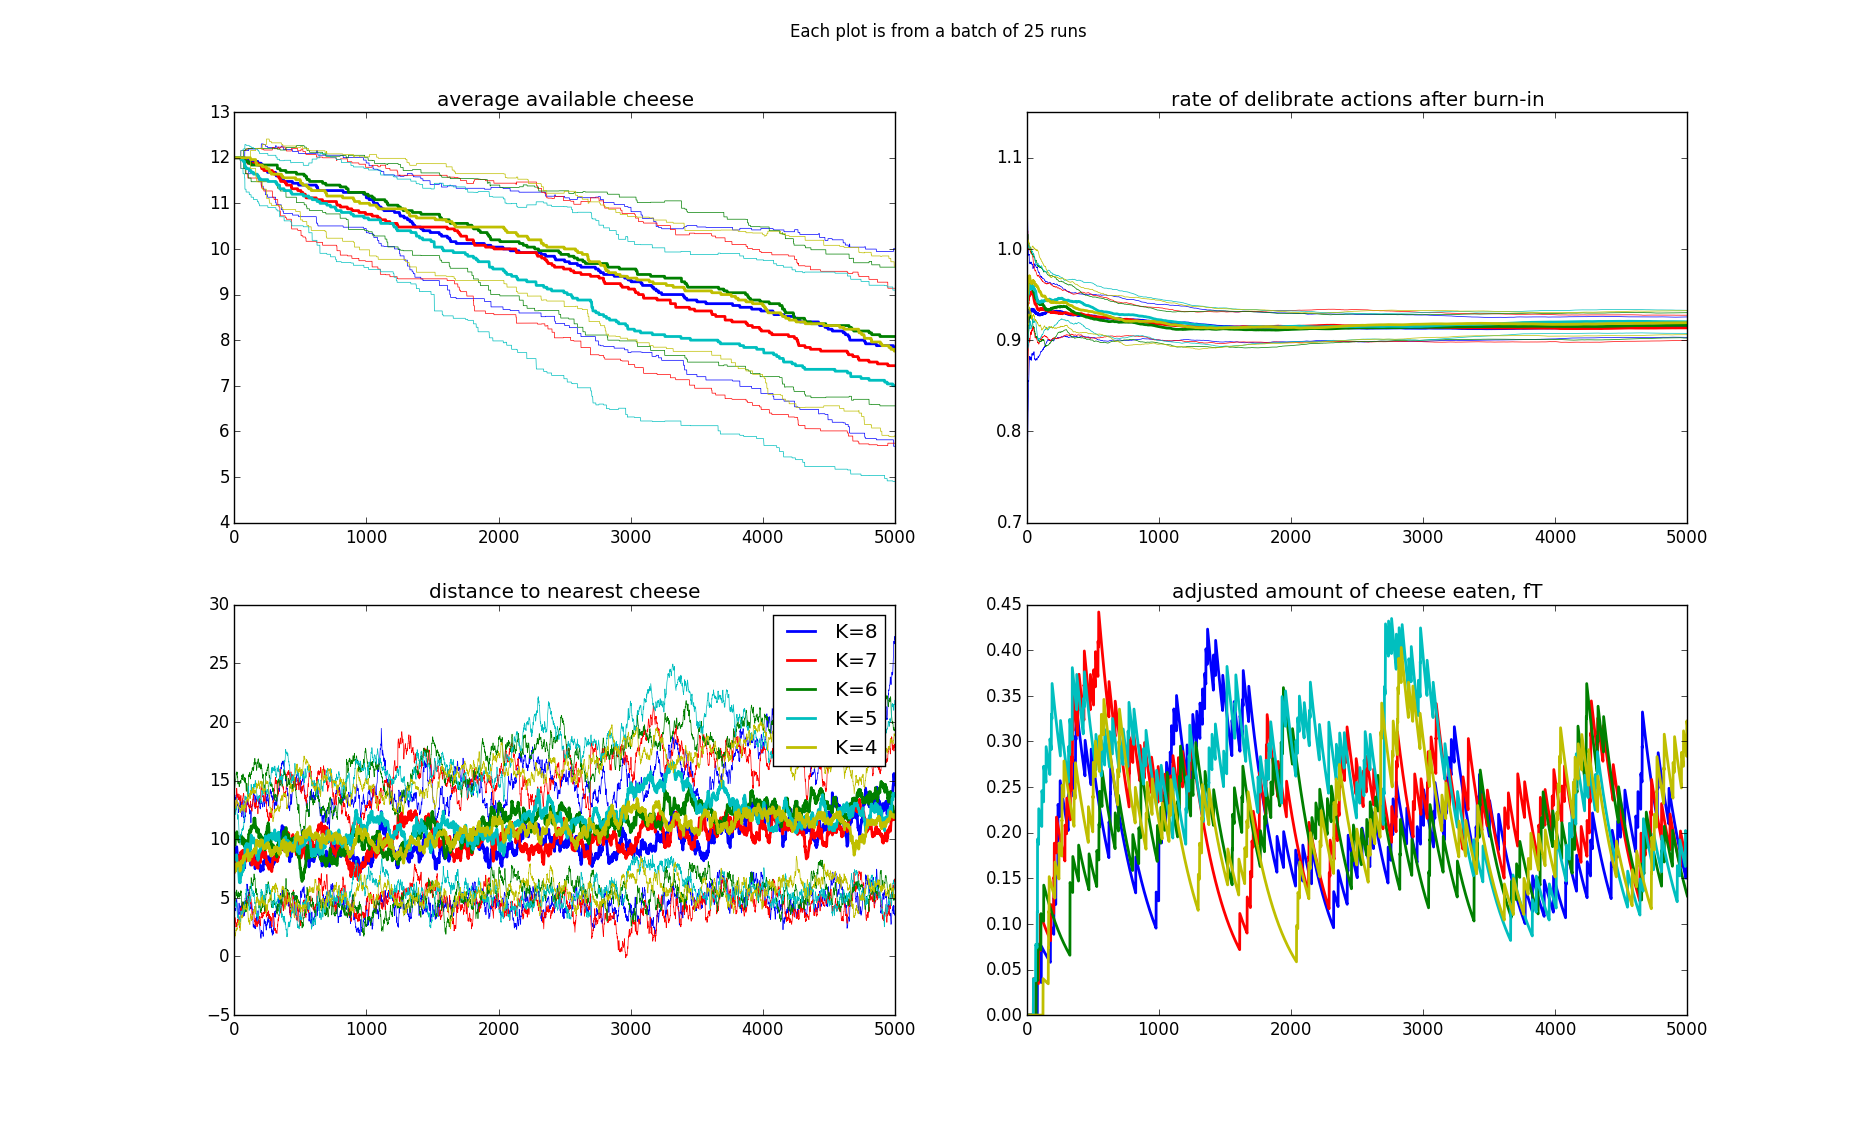 Each plot is from a batch of 25 runs
average available cheese
13
12
11
10
9
8
7
6
5
4
0 1000 2000 3000 4000 5000
rate of delibrate actions after burn-in
1.1
1.0
0.9
0.8
0.7
0 1000 2000 3000 4000 5000
distance to nearest cheese
30
25
20
15
10
5
0
−5
0 1000 2000 3000 4000 5000
K=8
K=7
K=6
K=5
K=4
adjusted amount of cheese eaten, fT
0.45
0.40
0.35
0.30
0.25
0.20
0.15
0.10
0.05
0.00
0 1000 2000 3000 4000 5000